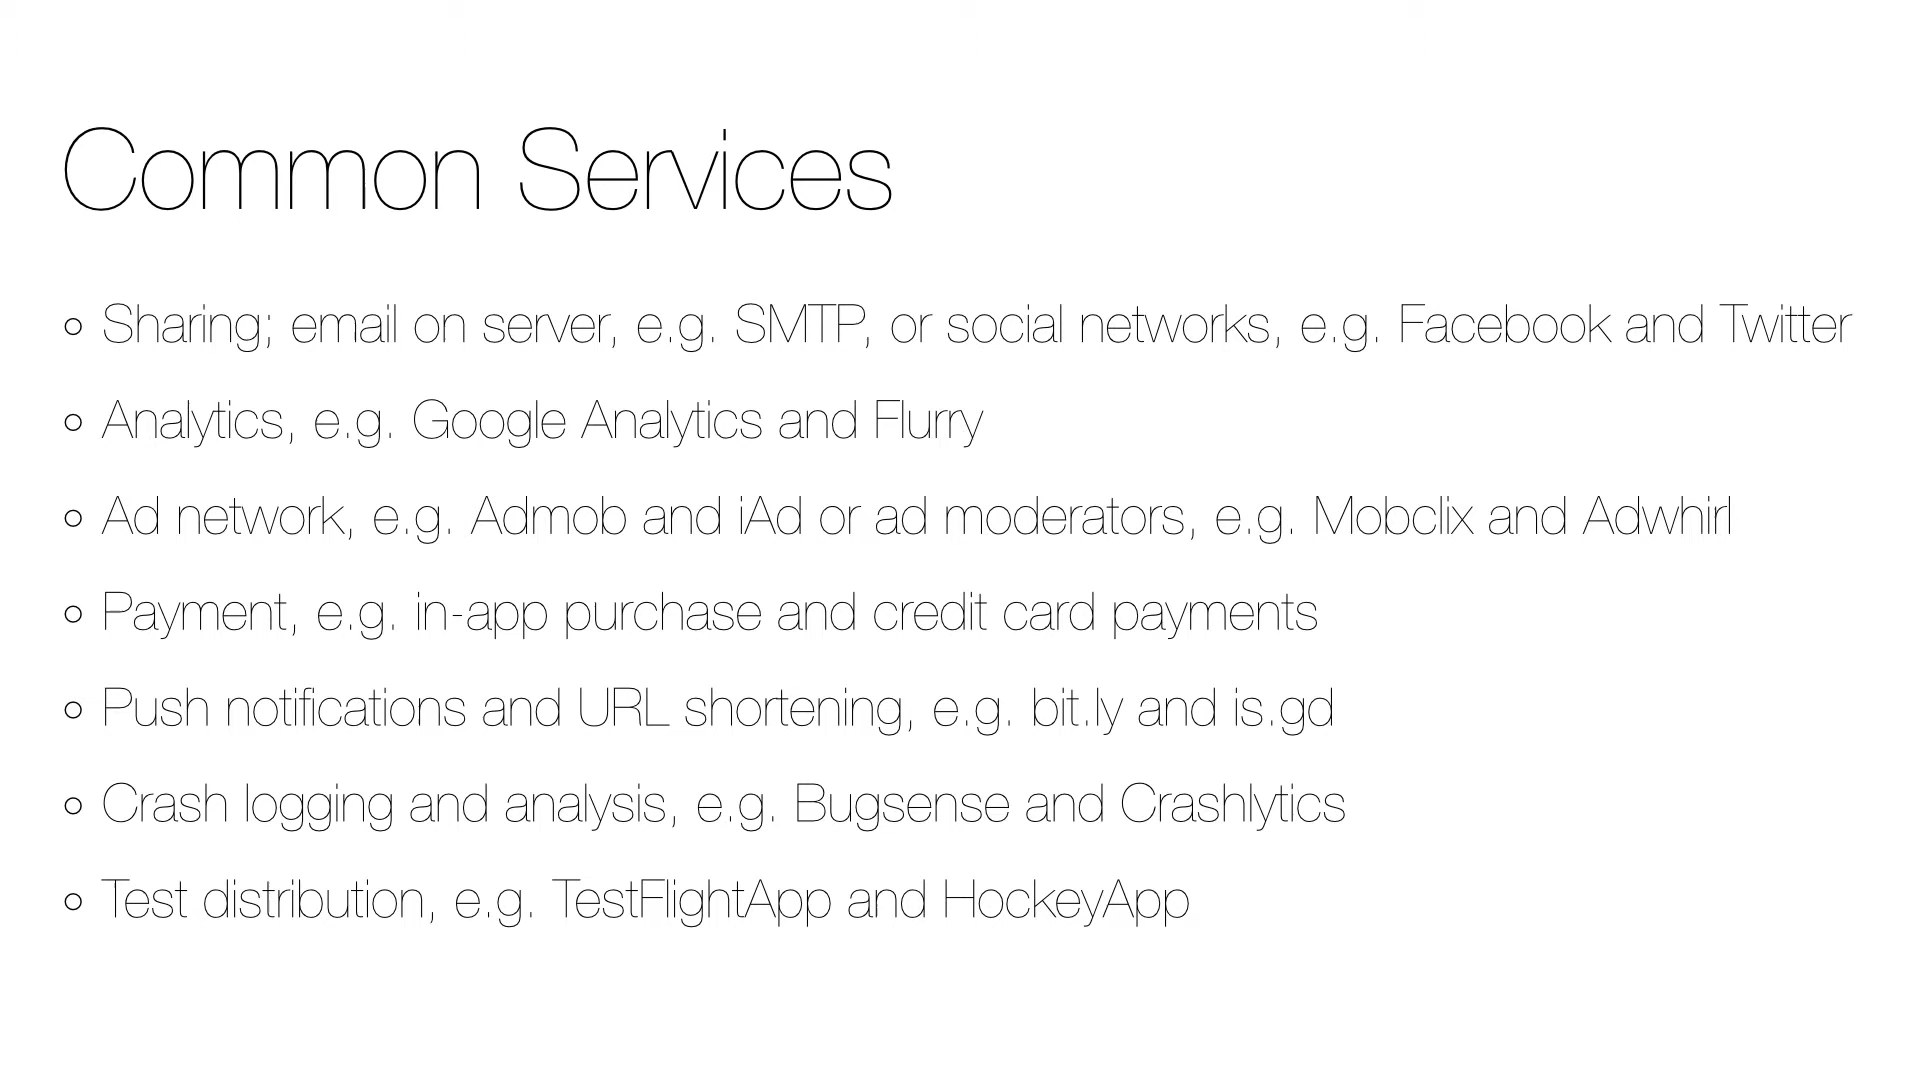 Common Services
Sharing; email on server, e.g. SMTP, or social networks, e.g. Facebook and Twitter
Analytics, e.g. Google Analytics and Flurry
Ad network, e.g. Admob and iAd or ad moderators, e.g. Mobclix and Adwhirl
Payment, e.g. in-app purchase and credit card payments
Push notifications and URL shortening, e.g. bit.ly and is.gd
Crash logging and analysis, e.g. Bugsense and Crashlytics
Test distribution, e.g. TestFlightApp and HockeyApp